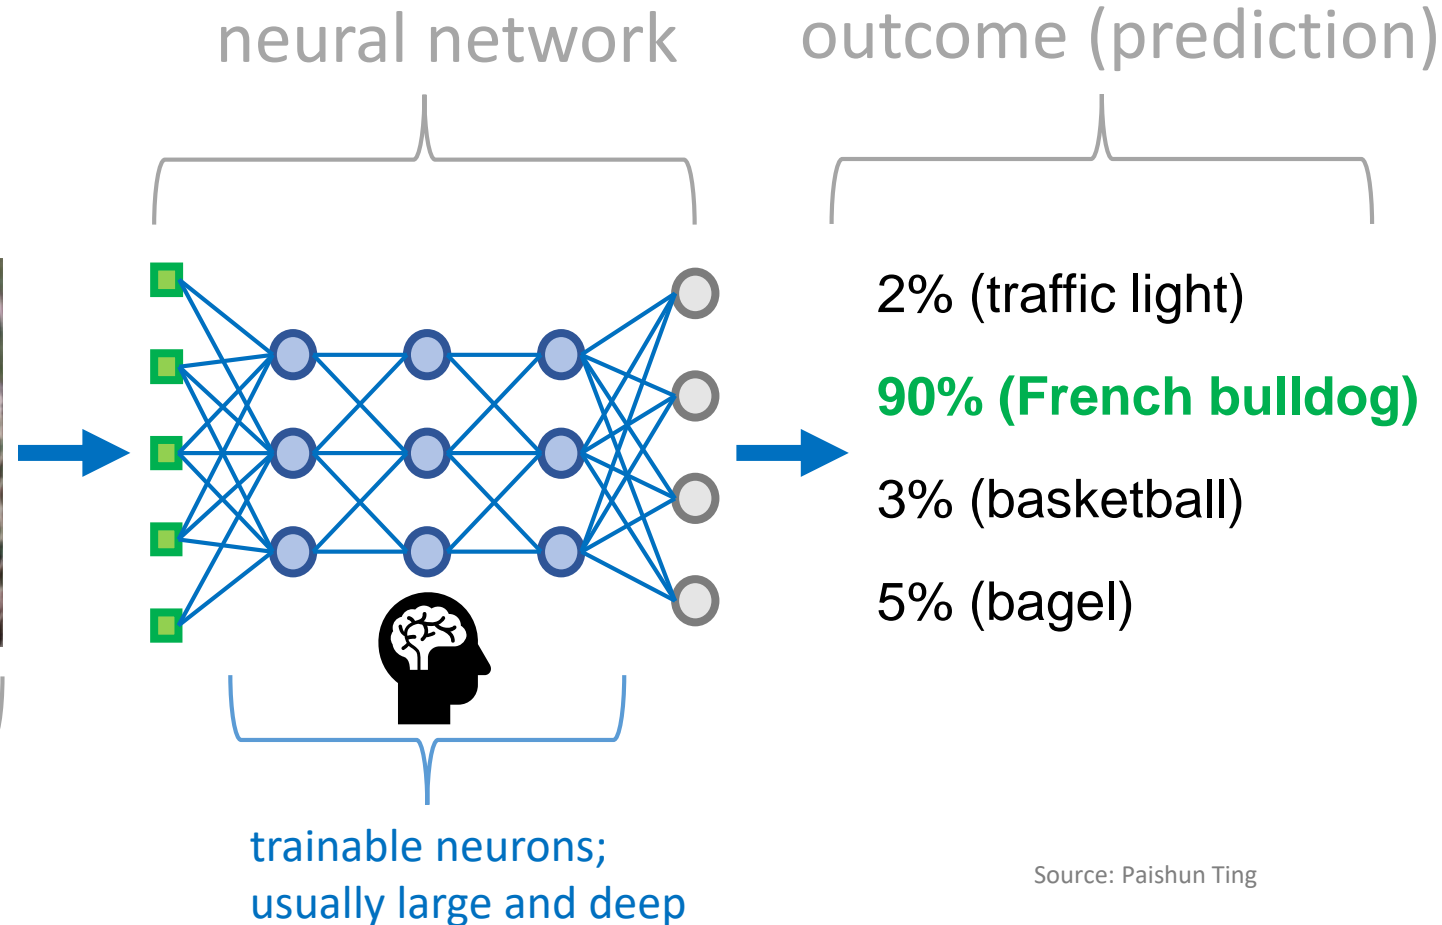 neural network
outcome (prediction)
2% (traffic light)
90% (French bulldog)
3% (basketball)
5% (bagel)
trainable neurons;
usually large and deep
Source: Paishun Ting